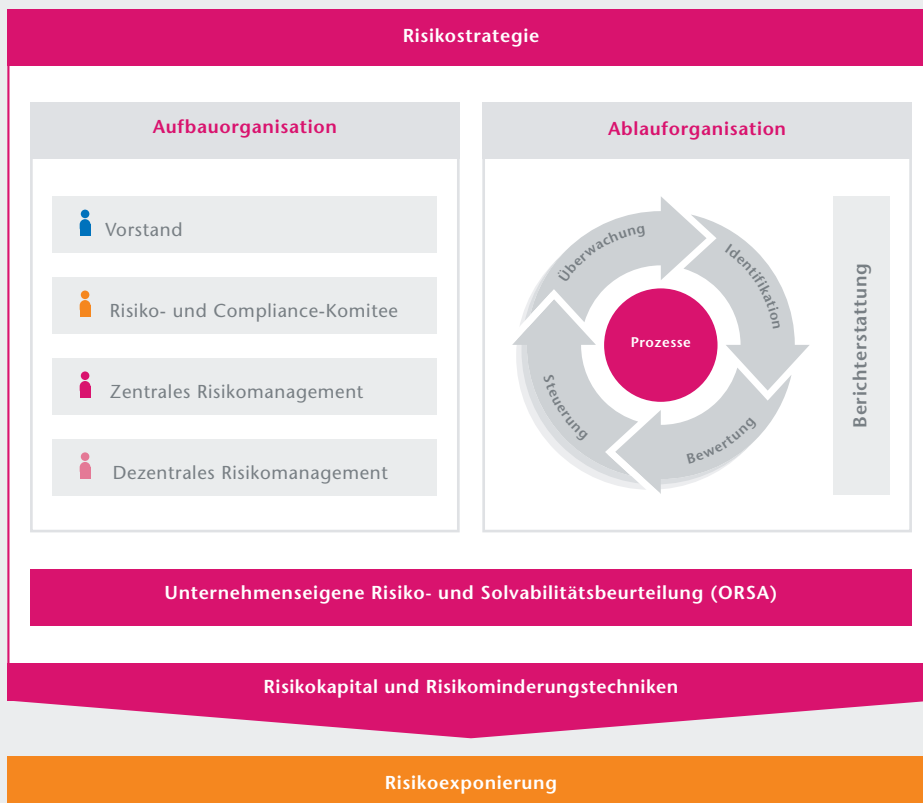 Risikostrategie
Aufbauorganisation
Vorstand
Risiko- und Compliance-Komitee
Zentrales Risikomanagement
Dezentrales Risikomanagement
Ablauforganisation
Überwachung
Identifikation
Bewertung
Steuerung
Prozesse
Berichterstattung
Unternehmenseigene Risiko- und Solvabilitätsbeurteilung (ORSA)
Risikokapital und Risikominderungstechniken
Risikoexponierung